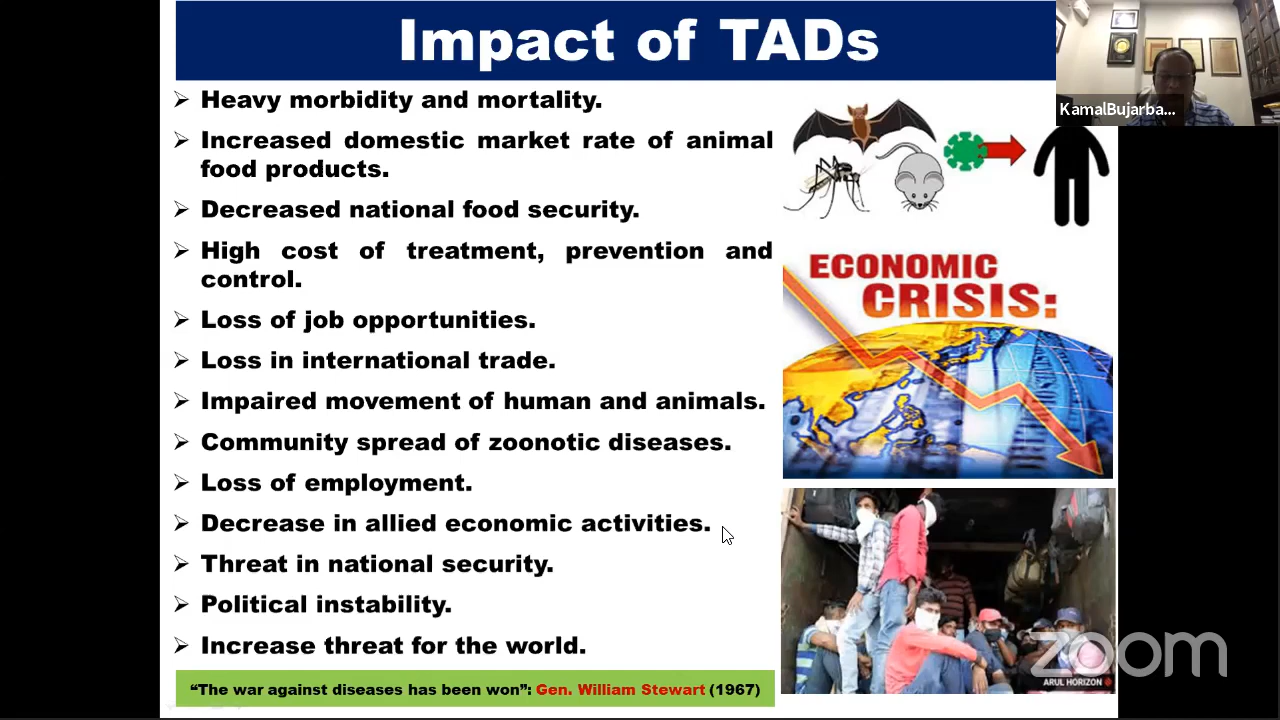 Impact of TADs
KamalBujarba...
Heavy morbidity and mortality.
Increased domestic market rate of animal
food products.
Decreased national food security.
High cost of treatment, prevention and
control.
Loss of job opportunities.
Loss in international trade.
Impaired movement of human and animals.
Community spread of zoonotic diseases.
Loss of employment.
Decrease in allied economic activities.
Threat in national security.
Political instability.
Increase threat for the world.
“The war against diseases has been won”: Gen. William Stewart (1967)
ECONOMIC
CRISIS:
zoom
ARUL HORIZON